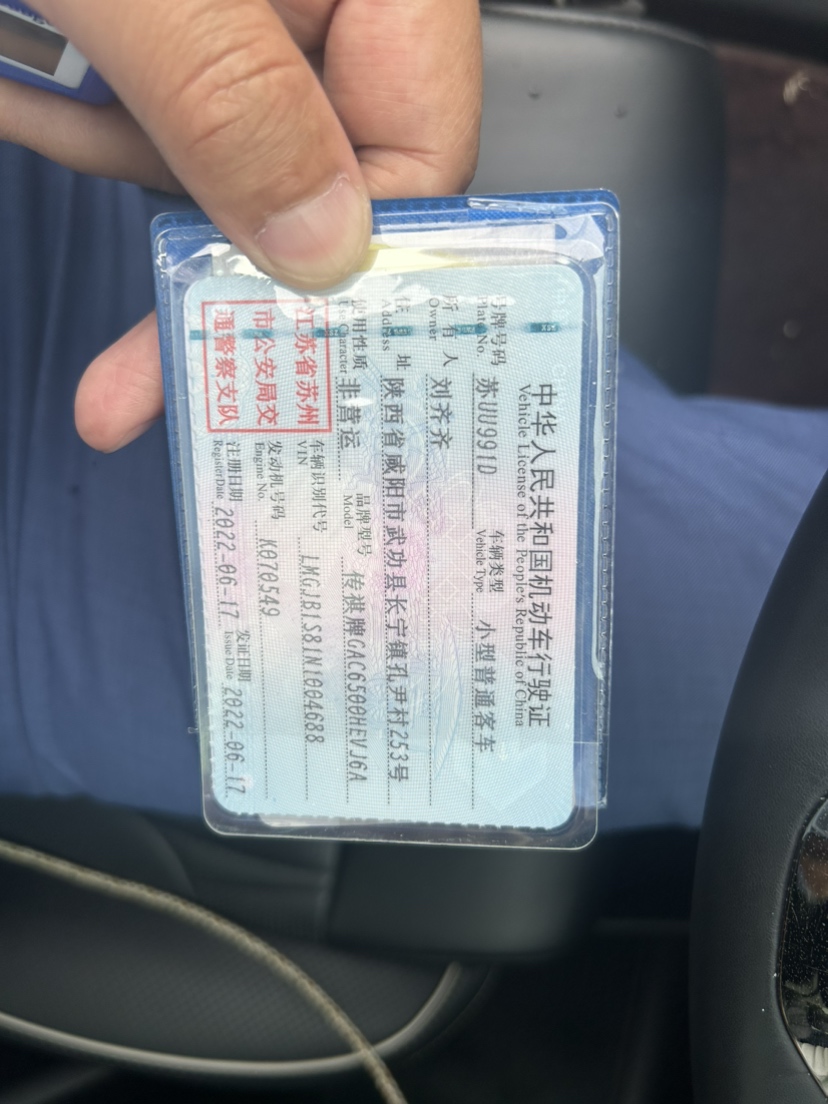 中华人民共和国机动车行驶证
Vehicle License of the People's Republic of China
号牌号码 苏UU991D 车辆类型 小型普通客车
Plate No. Vehicle Type
所有人 刘齐齐
Owner
住址 陕西省咸阳市武功县长宁镇孔尹村253号
Address
使用性质 非营运 品牌型号 传祺牌GAC6500HEVJ6A
Use Character Model
江苏省苏州
市公安局交
通警察支队
车辆识别代号 LMGJB1S81N1004688
VIN
发动机号码 K070549
Engine No.
注册日期 2022-06-17 发证日期 2022-06-17
Register Date Issue Date